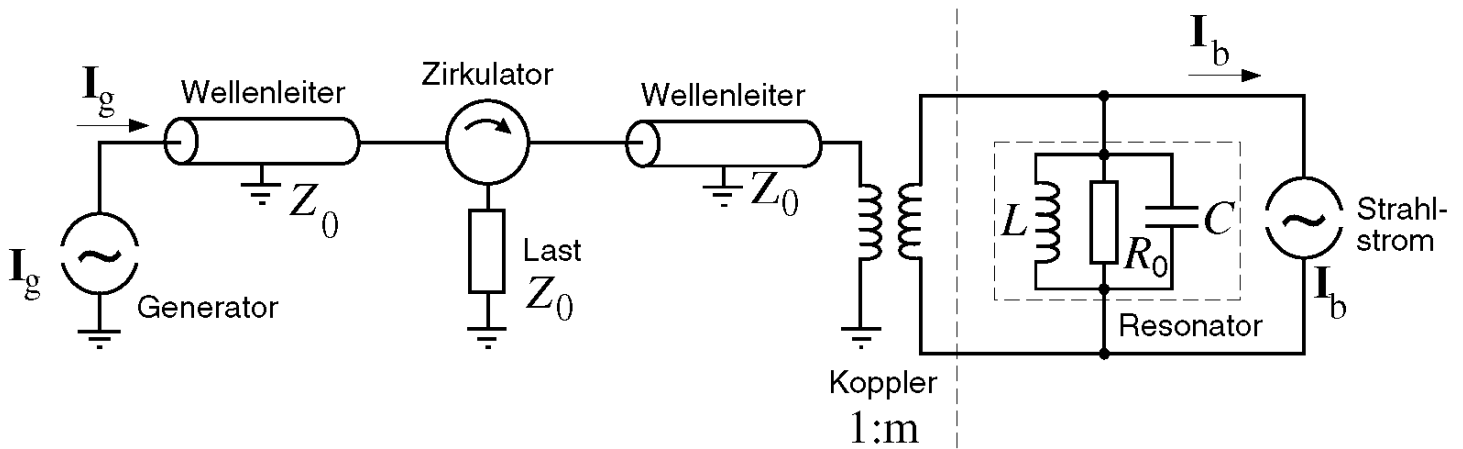 I_b
Zirkulator
I_g
Wellenleiter
Wellenleiter
Z_0
Z_0
L
R_0
C
Strahl-
strom
Last
Z_0
I_g
Generator
I_b
Resonator
Koppler
1:m